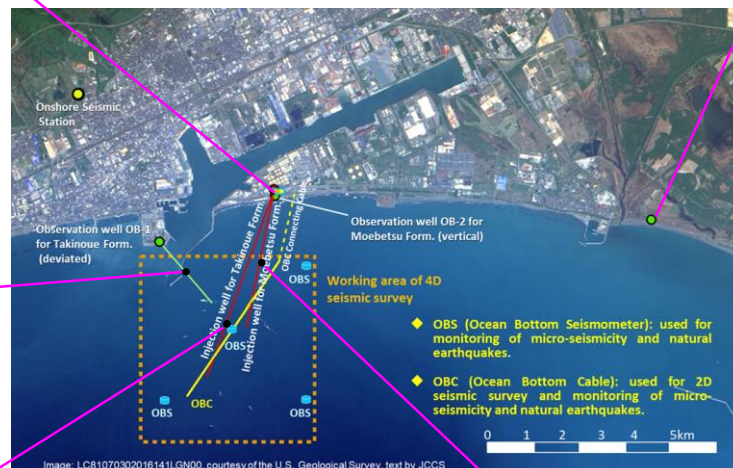 Onshore Seismic
Station
Observation well OB-1
for Takinoue Form.
(deviated)
Injection well for Takinoue Form.
Injection well for Moebetsu Form.
OBC Connecting Cable
Observation well OB-2 for
Moebetsu Form. (vertical)
OBS
Working area of 4D
seismic survey
OBS
OBC
OBS
OBS
◆ OBS (Ocean Bottom Seismometer): used for
monitoring of micro-seismicity and natural
earthquakes.
◆ OBC (Ocean Bottom Cable): used for 2D
seismic survey and monitoring of micro-
seismicity and natural earthquakes.
0 1 2 3 4 5km
Image: LC81070302016141LGN00, courtesy of the U.S. Geological Survey, text by JCCS